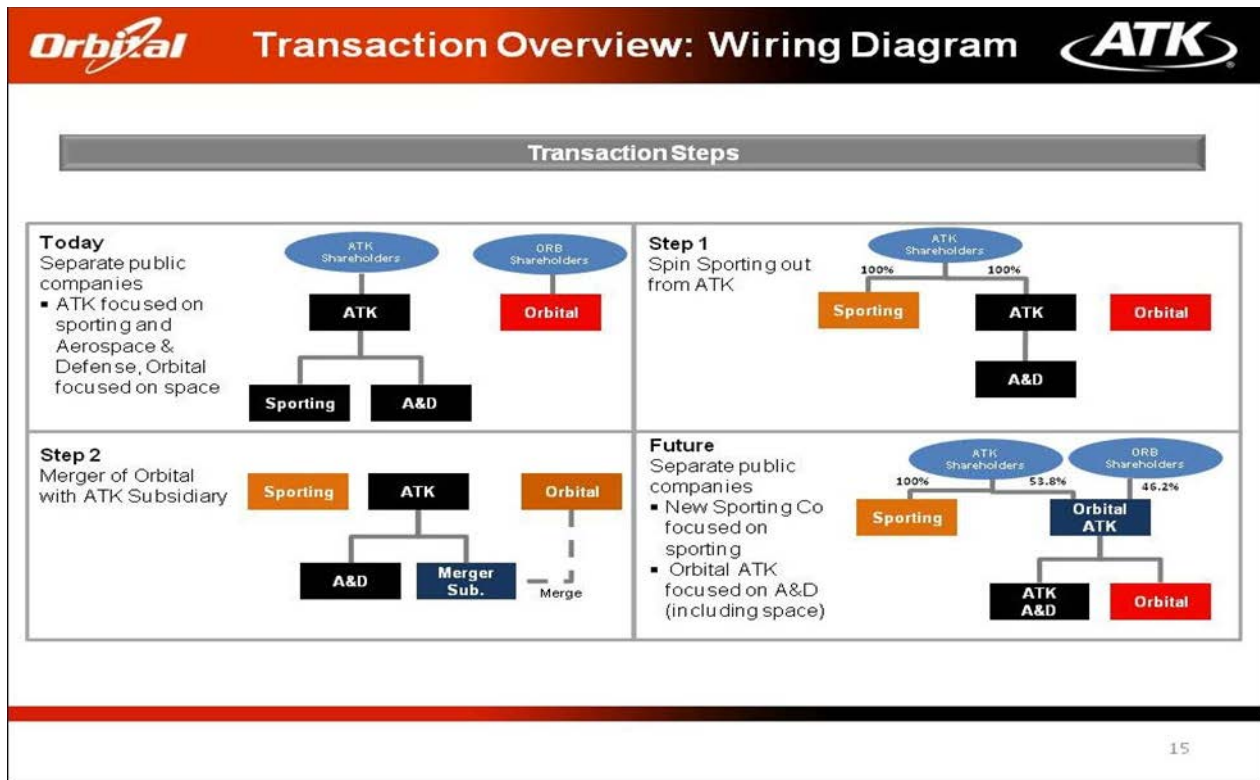 Orbital
Transaction Overview: Wiring Diagram
ATK
Transaction Steps
Today
Separate public
companies
▪ ATK focused on
sporting and
Aerospace &
Defense, Orbital
focused on space
ATK
Shareholders
ORB
Shareholders
ATK
Orbital
Sporting
A&D
Step 1
Spin Sporting out
from ATK
ATK
Shareholders
100%
100%
Sporting
ATK
Orbital
A&D
Step 2
Merger of Orbital
with ATK Subsidiary
Sporting
ATK
Orbital
A&D
Merger
Sub.
Merge
Future
Separate public
companies
▪ New Sporting Co
focused on
sporting
▪ Orbital ATK
focused on A&D
(including space)
ATK
Shareholders
ORB
Shareholders
100%
53.8%
46.2%
Sporting
Orbital
ATK
ATK
A&D
Orbital
15